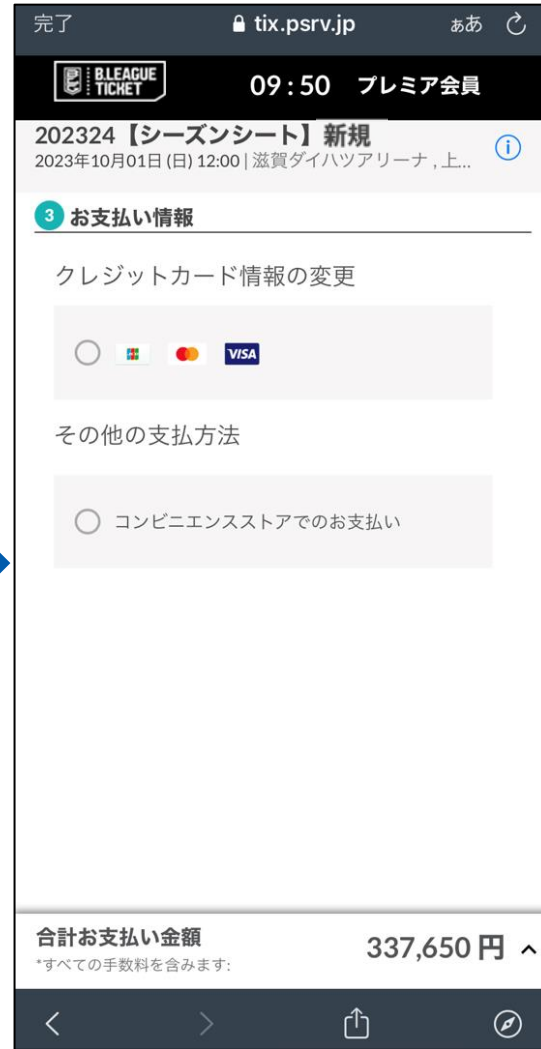 完了
tix.psrv.jp
ぁあ
B.LEAGUE
TICKET
09:50 プレミア会員
202324【シーズンシート】新規
2023年10月01日(日) 12:00 | 滋賀ダイハツアリーナ , 上...
3 お支払い情報
クレジットカード情報の変更
VISA
その他の支払方法
コンビニエンスストアでのお支払い
合計お支払い金額
337,650 円
*すべての手数料を含みます: